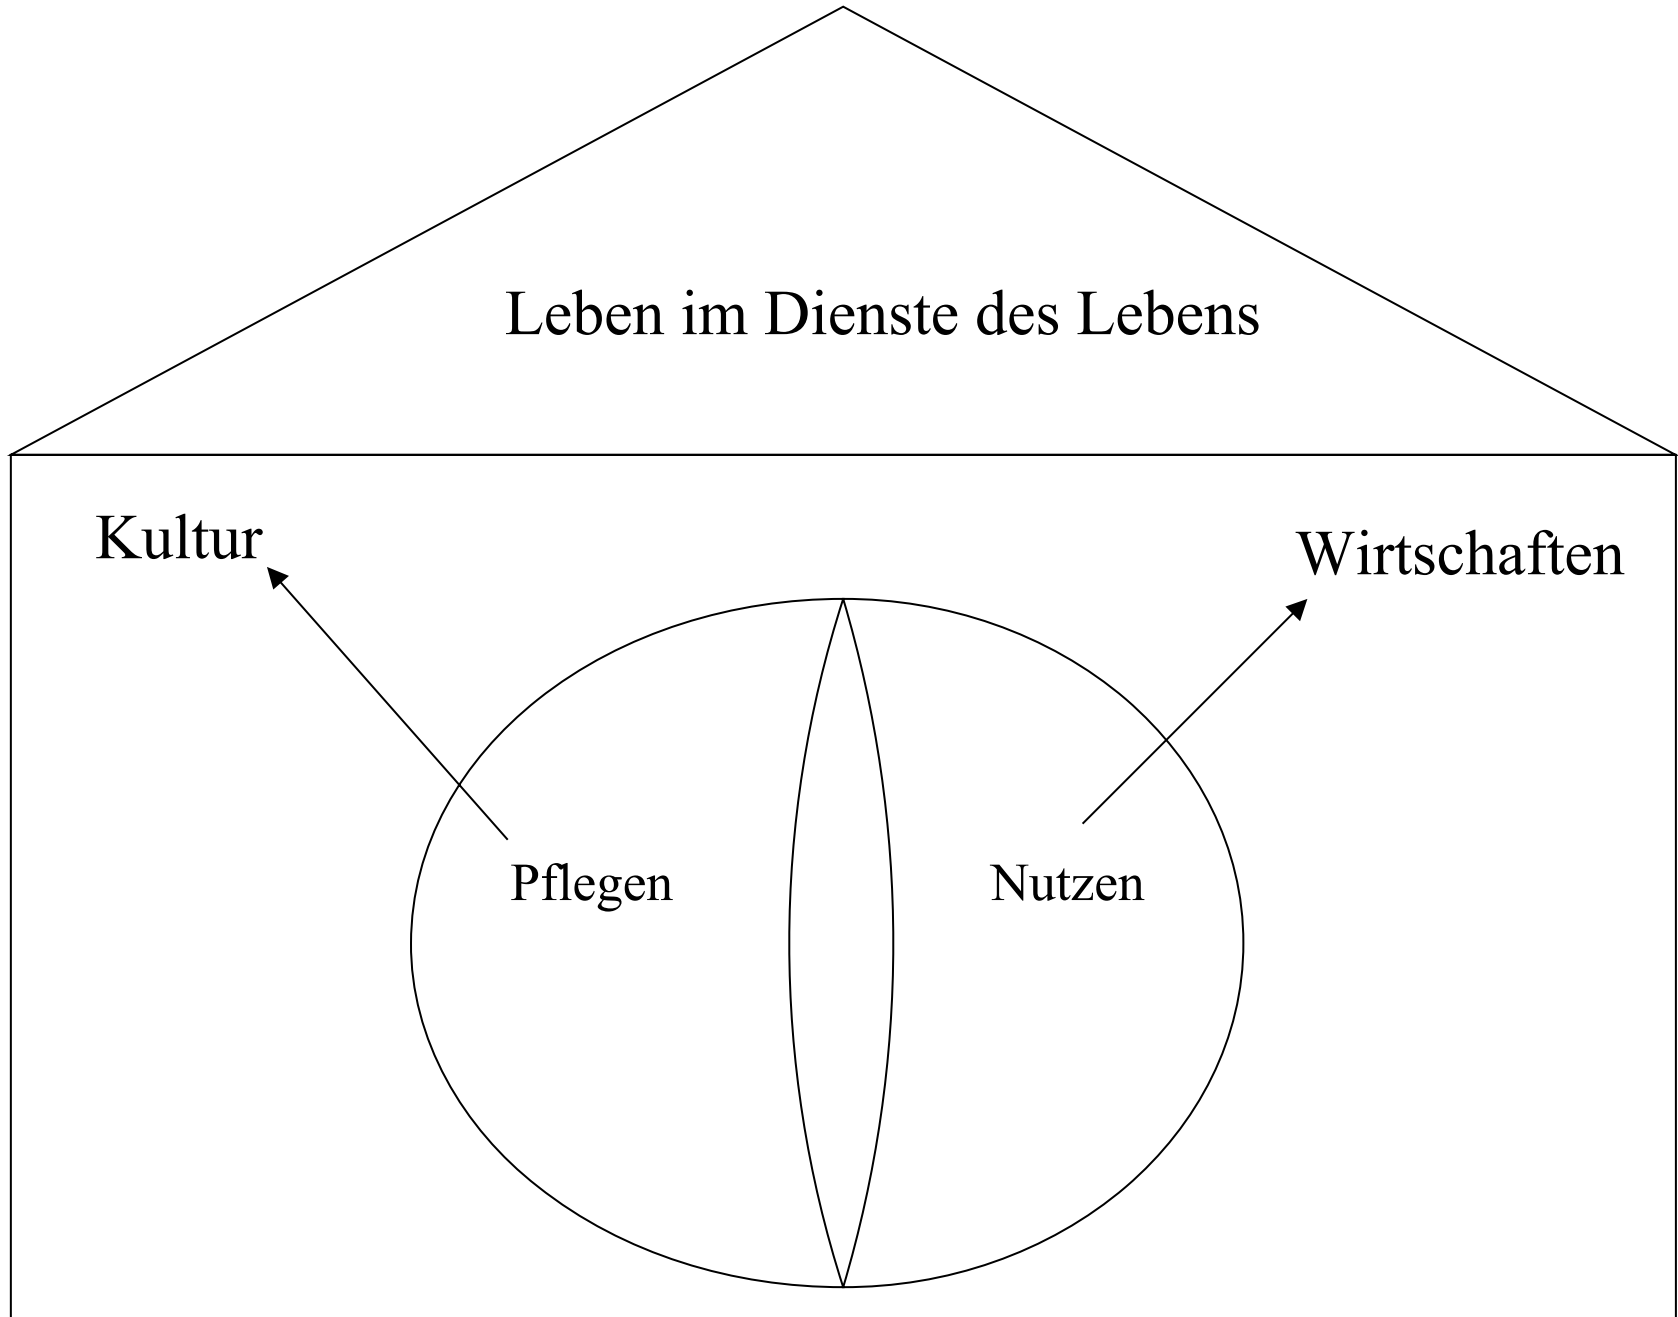 Leben im Dienste des Lebens
Kultur
Wirtschaften
Pflegen
Nutzen